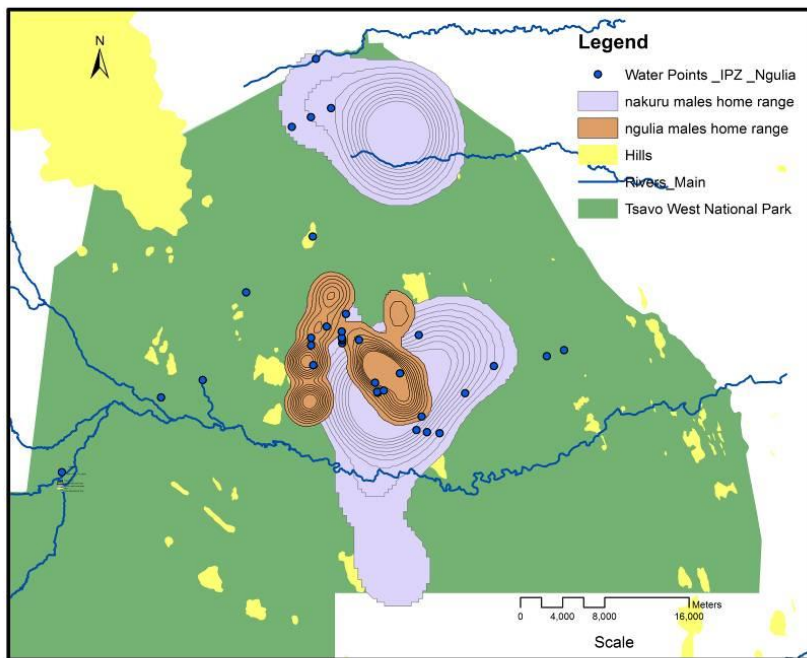 N
Legend
Water Points _IPZ _Ngulia
nakuru males home range
ngulia males home range
Hills
Rivers_Main
Tsavo West National Park
Meters
0 4,000 8,000 16,000
Scale